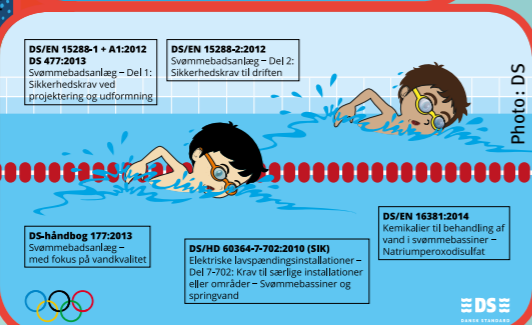 DS/EN 15288-1 + A1:2012
DS 477:2013
Svømmebadsanlæg – Del 1:
Sikkerhedskrav ved
projektering og udformning
DS/EN 15288-2:2012
Svømmebadsanlæg – Del 2:
Sikkerhedskrav til driften
Photo: DS
DS-håndbog 177:2013
Svømmebadsanlæg –
med fokus på vandkvalitet
DS/HD 60364-7-702:2010 (SIK)
Elektriske lavspændingsinstallationer –
Del 7-702: Krav til særlige installationer
eller områder – Svømmebassiner og
springvand
DS/EN 16381:2014
Kemikalier til behandling af
vand i svømmebassiner –
Natriumperoxodisulfat
DS
DANSK STANDARD